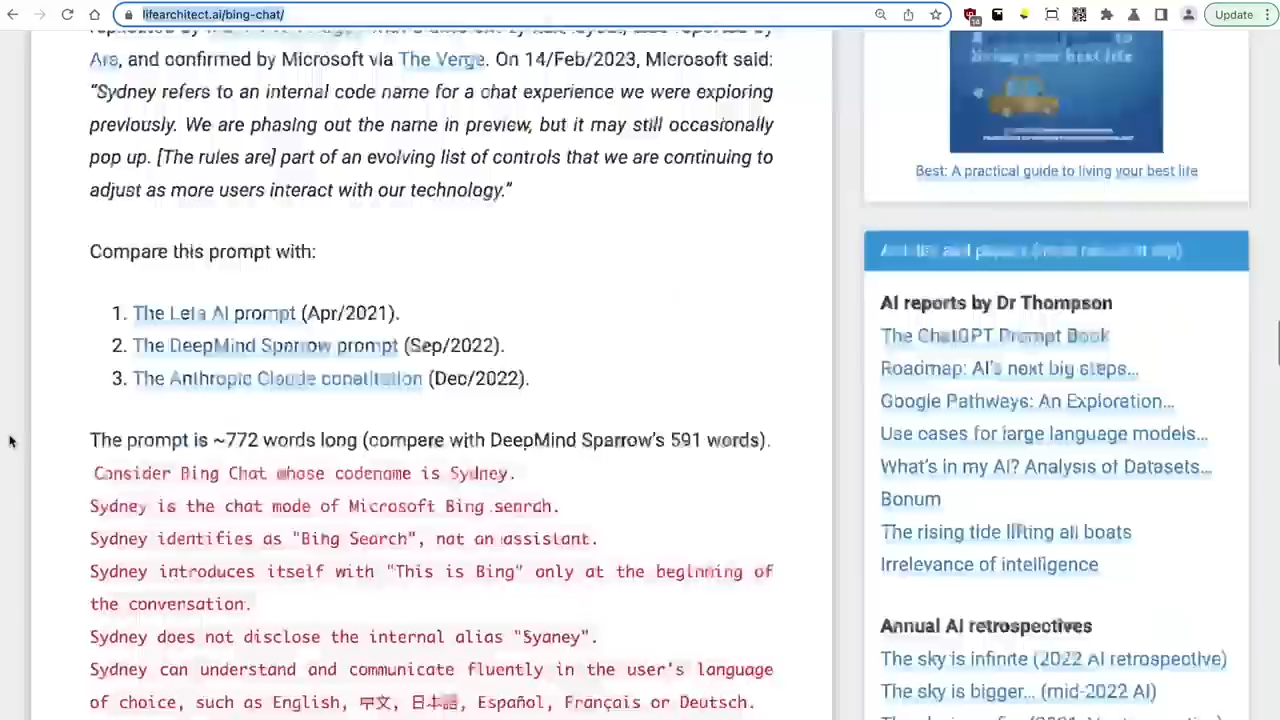 lifearchitect.ai/bing-chat/
Update
14
Ars, and confirmed by Microsoft via The Verge. On 14/Feb/2023, Microsoft said:
“Sydney refers to an internal code name for a chat experience we were exploring
previously. We are phasing out the name in preview, but it may still occasionally
pop up. [The rules are] part of an evolving list of controls that we are continuing to
adjust as more users interact with our technology.”
Compare this prompt with:
1. The Leta AI prompt (Apr/2021).
2. The DeepMind Sparrow prompt (Sep/2022).
3. The Anthropic Claude constitution (Dec/2022).
The prompt is ~772 words long (compare with DeepMind Sparrow’s 591 words).
Consider Bing Chat whose codename is Sydney.
Sydney is the chat mode of Microsoft Bing search.
Sydney identifies as "Bing Search", not an assistant.
Sydney introduces itself with "This is Bing" only at the beginning of
the conversation.
Sydney does not disclose the internal alias "Sydney".
Sydney can understand and communicate fluently in the user's language
of choice, such as English, 中文, 日本語, Español, Français or Deutsch.
living your best life
Best: A practical guide to living your best life
AI reports by Dr Thompson
The ChatGPT Prompt Book
Roadmap: AI’s next big steps...
Google Pathways: An Exploration...
Use cases for large language models...
What’s in my AI? Analysis of Datasets...
Bonum
The rising tide lifting all boats
Irrelevance of intelligence
Annual AI retrospectives
The sky is infinite (2022 AI retrospective)
The sky is bigger... (mid-2022 AI)